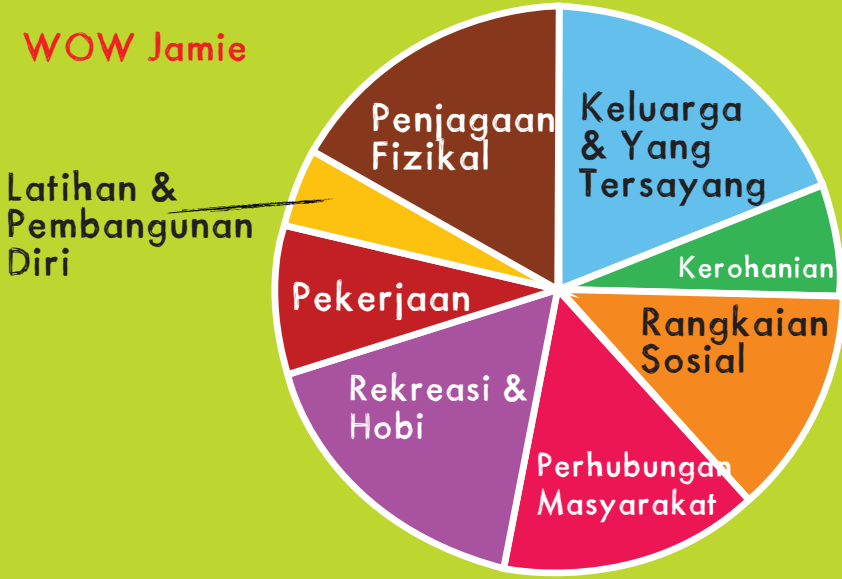 WOW Jamie
Penjagaan
Fizikal
Keluarga
& Yang
Tersayang
Latihan &
Pembangunan
Diri
Kerohanian
Pekerjaan
Rangkaian
Sosial
Rekreasi &
Hobi
Perhubungan
Masyarakat